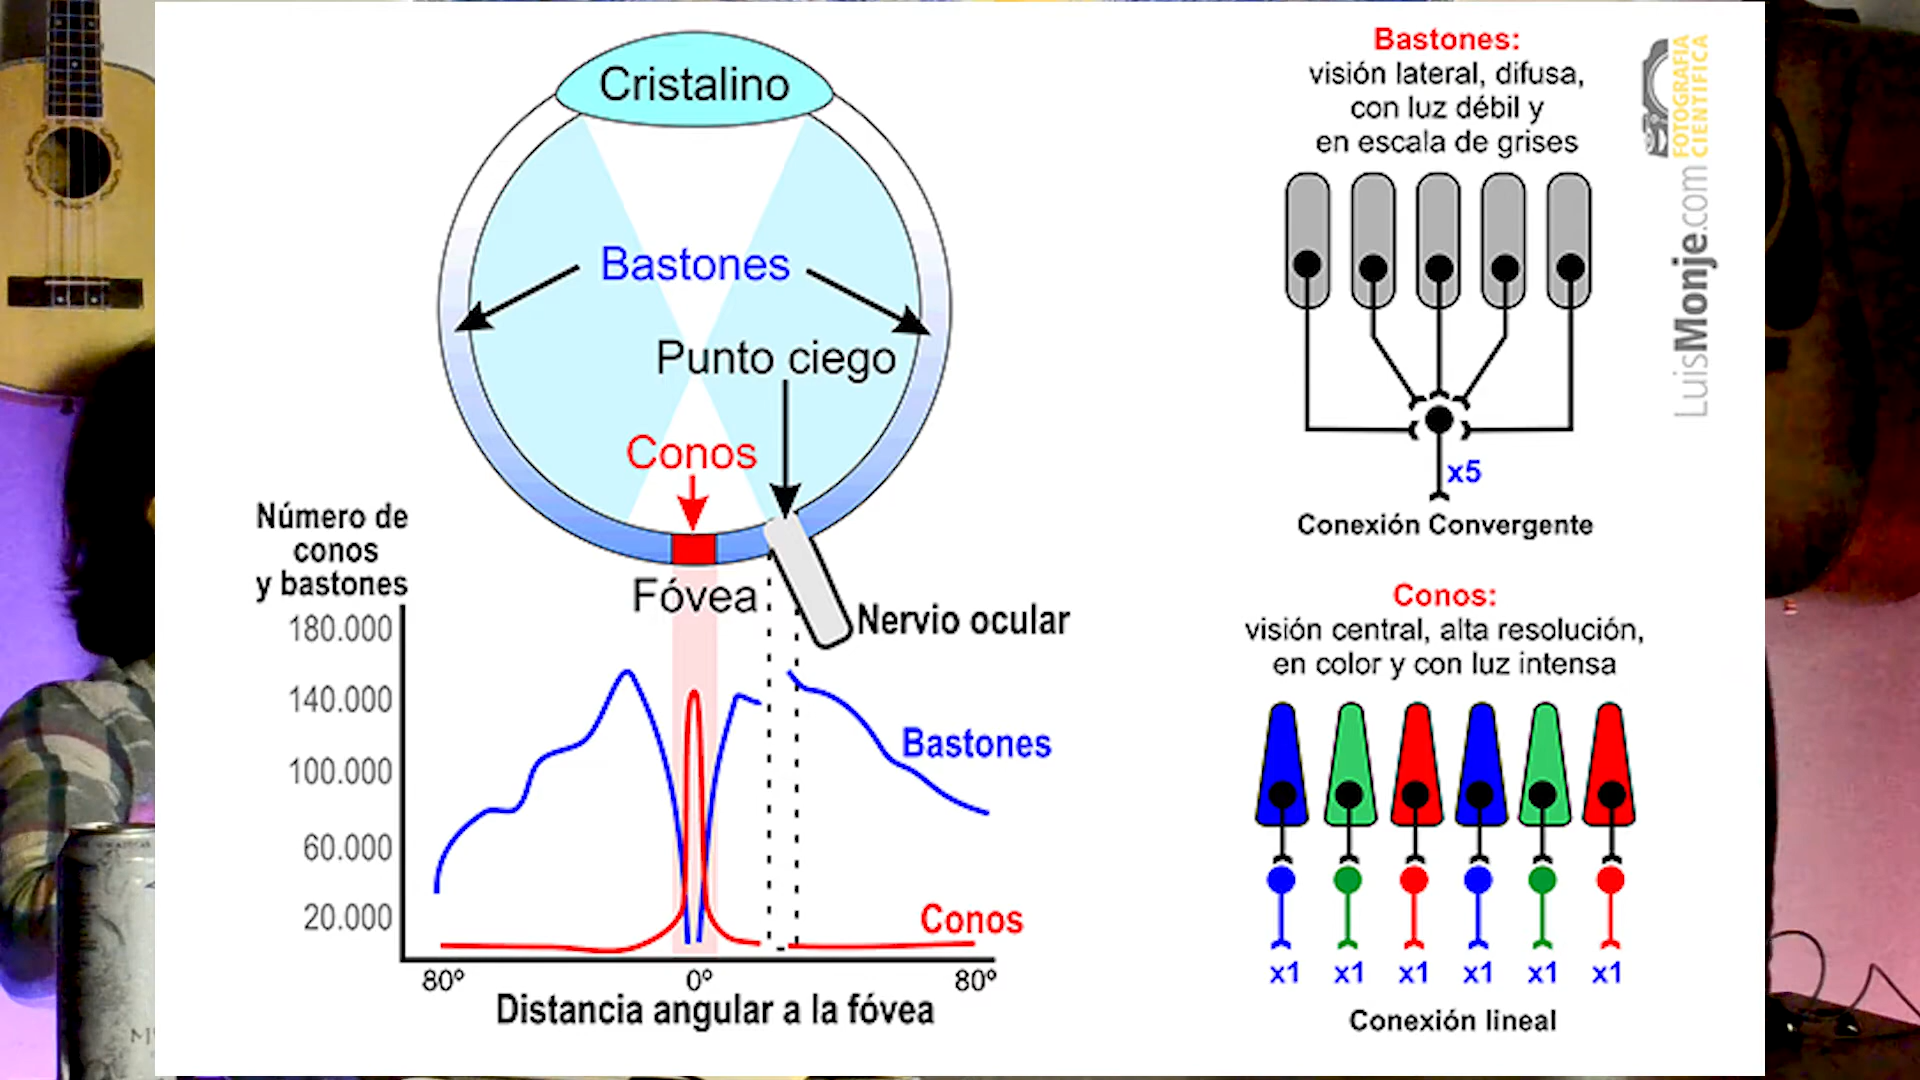 Cristalino
Bastones
Punto ciego
Conos
Fóvea
Nervio ocular
Número de
conos
y bastones
180.000
140.000
100.000
60.000
20.000
Bastones
Conos
80º
0º
80º
Distancia angular a la fóvea
Bastones:
visión lateral, difusa,
con luz débil y
en escala de grises
x5
Conexión Convergente
Conos:
visión central, alta resolución,
en color y con luz intensa
x1 x1 x1 x1 x1 x1
Conexión lineal
LuisMonje.com
FOTOGRAFIA
CIENTIFICA